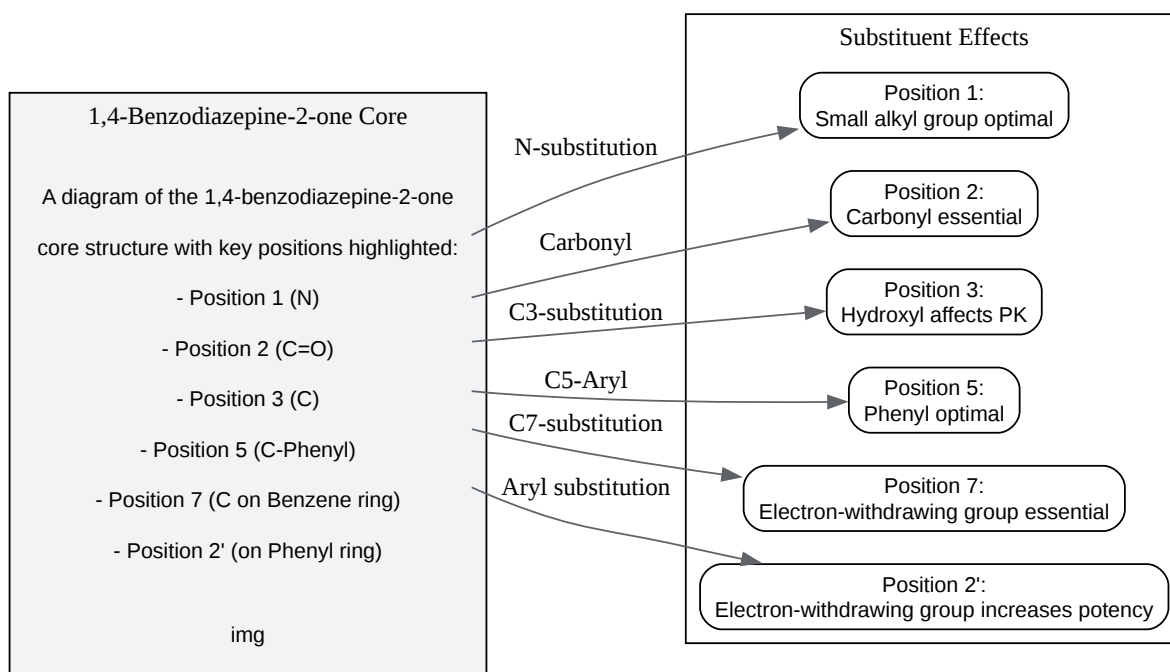 1,4-Benzodiazepine-2-one Core
A diagram of the 1,4-benzodiazepine-2-one
core structure with key positions highlighted:
- Position 1 (N)
- Position 2 (C=O)
- Position 3 (C)
- Position 5 (C-Phenyl)
- Position 7 (C on Benzene ring)
- Position 2' (on Phenyl ring)
img
N-substitution
Carbonyl
C3-substitution
C5-Aryl
C7-substitution
Aryl substitution
Substituent Effects
Position 1:
Small alkyl group optimal
Position 2:
Carbonyl essential
Position 3:
Hydroxyl affects PK
Position 5:
Phenyl optimal
Position 7:
Electron-withdrawing group essential
Position 2':
Electron-withdrawing group increases potency